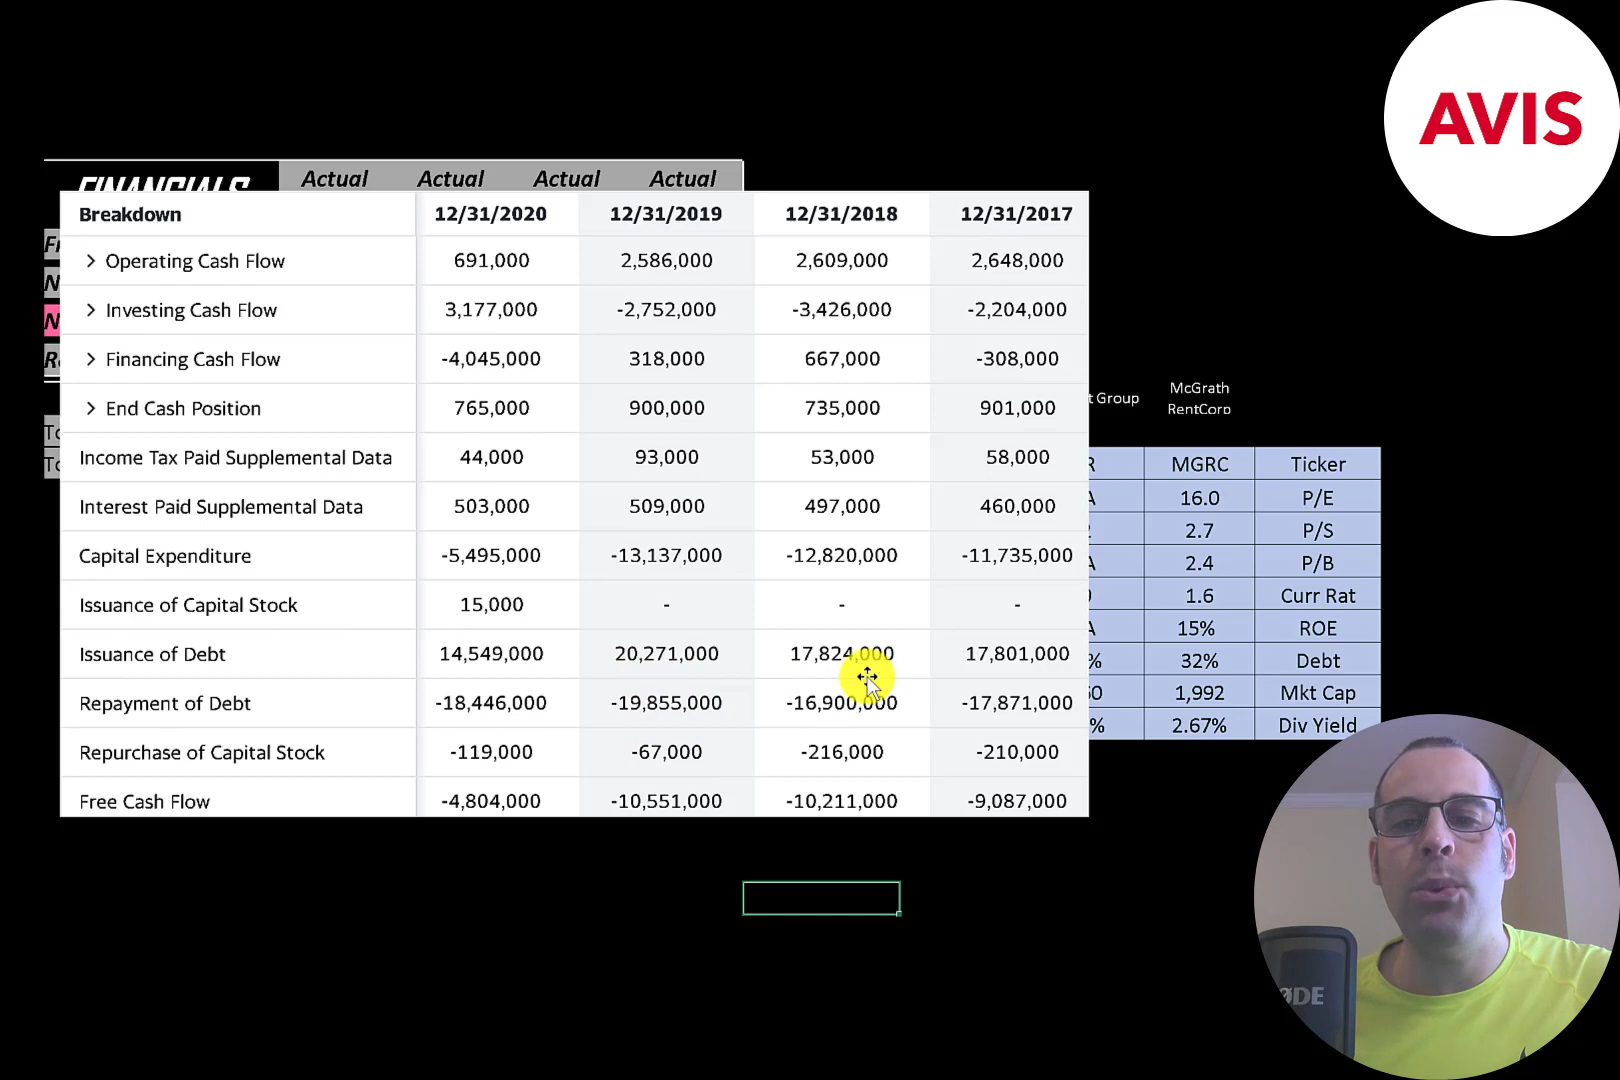 AVIS
FINANCIALS Actual Actual Actual Actual
Breakdown 12/31/2020 12/31/2019 12/31/2018 12/31/2017
Operating Cash Flow 691,000 2,586,000 2,609,000 2,648,000
Investing Cash Flow 3,177,000 -2,752,000 -3,426,000 -2,204,000
Financing Cash Flow -4,045,000 318,000 667,000 -308,000
End Cash Position 765,000 900,000 735,000 901,000
Income Tax Paid Supplemental Data 44,000 93,000 53,000 58,000
Interest Paid Supplemental Data 503,000 509,000 497,000 460,000
Capital Expenditure -5,495,000 -13,137,000 -12,820,000 -11,735,000
Issuance of Capital Stock 15,000 - - -
Issuance of Debt 14,549,000 20,271,000 17,824,000 17,801,000
Repayment of Debt -18,446,000 -19,855,000 -16,900,000 -17,871,000
Repurchase of Capital Stock -119,000 -67,000 -216,000 -210,000
Free Cash Flow -4,804,000 -10,551,000 -10,211,000 -9,087,000
Group McGrath
RentCorp
MGRC Ticker
16.0 P/E
2.7 P/S
2.4 P/B
1.6 Curr Rat
15% ROE
% 32% Debt
1,992 Mkt Cap
% 2.67% Div Yield
RØDE